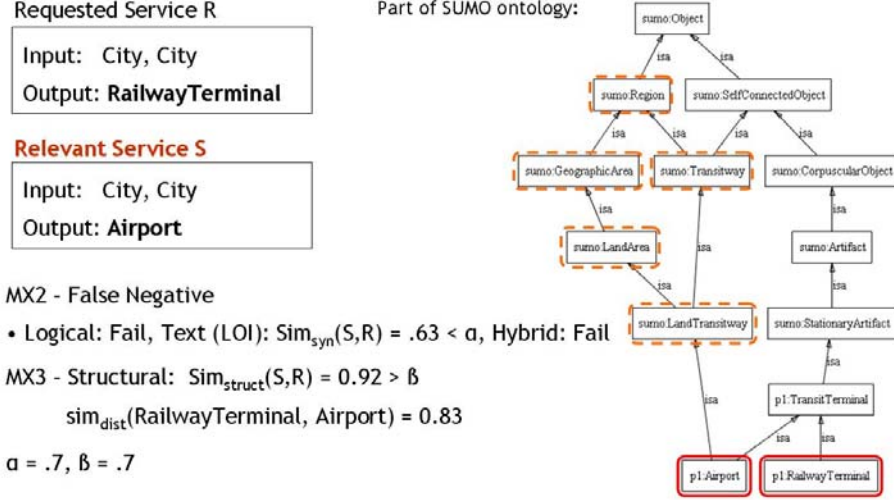 Requested Service R
Input: City, City
Output: RailwayTerminal
Relevant Service S
Input: City, City
Output: Airport
MX2 - False Negative
• Logical: Fail, Text (LOI): Sim_syn(S,R) = .63 < α, Hybrid: Fail
MX3 - Structural: Sim_struct(S,R) = 0.92 > ß
sim_dist(RailwayTerminal, Airport) = 0.83
α = .7, ß = .7
Part of SUMO ontology:
sumo:Object
isa isa
sumo:Region sumo:SelfConnectedObject
isa isa isa isa
sumo:GeographicArea sumo:Transitway sumo:CorpuscularObject
isa isa
sumo:LandArea sumo:Artifact
isa isa isa
sumo:LandTransitway sumo:StationaryArtifact
isa
p1:TransitTerminal
isa isa isa
p1:Airport p1:RailwayTerminal